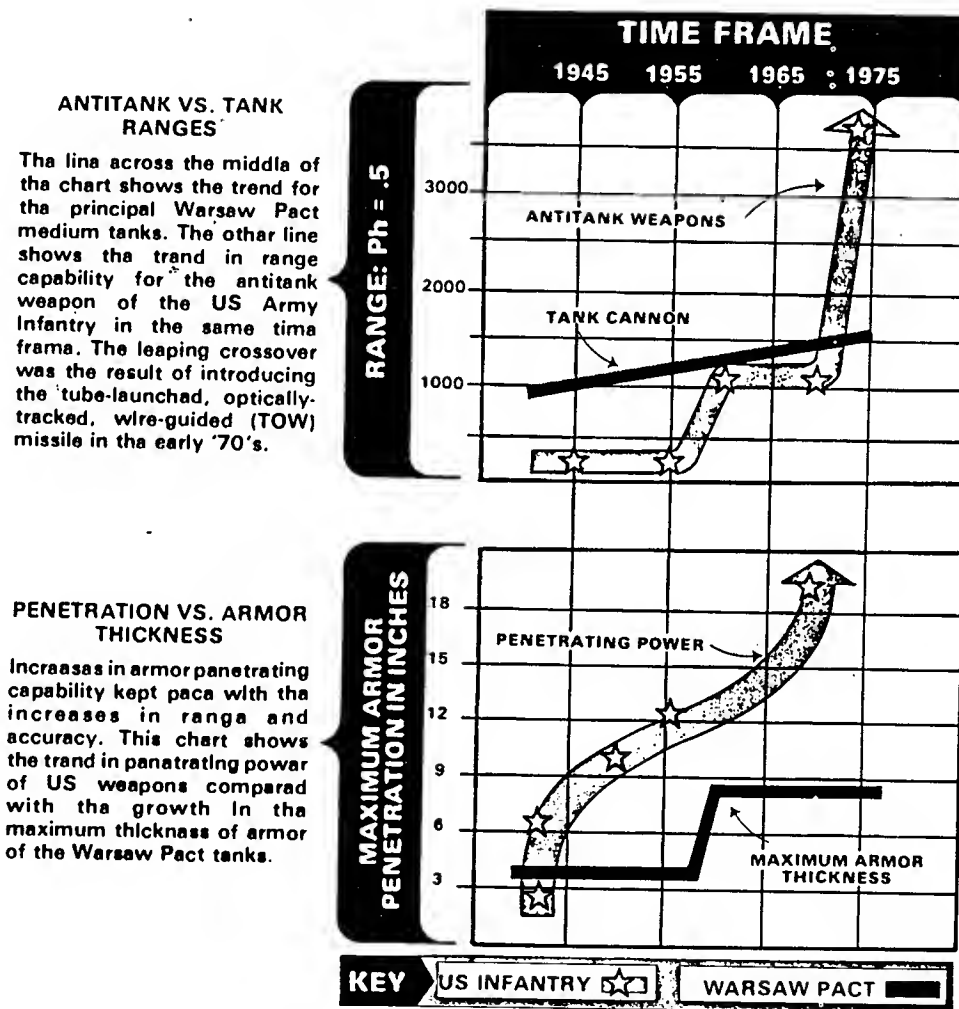 TIME FRAME
1945 1955 1965 1975
ANTITANK VS. TANK
RANGES
Tha lina across the middla of
tha chart shows the trend for
tha principal Warsaw Pact
medium tanks. The othar line
shows tha trand in range
capability for the antitank
weapon of the US Army
Infantry in the same tima
frama. The leaping crossover
was the result of introducing
the tube-launchad, optically-
tracked, wire-guided (TOW)
missile in tha early '70's.
RANGE: Ph = .5
3000
2000
1000
ANTITANK WEAPONS
TANK CANNON
PENETRATION VS. ARMOR
THICKNESS
Incraasas in armor panatrating
capability kept paca with tha
increases in ranga and
accuracy. This chart shows
the trand in panatrating powar
of US weapons comparad
with tha growth in tha
maximum thicknass of armor
of the Warsaw Pact tanks.
MAXIMUM ARMOR
PENETRATION IN INCHES
18
15
12
9
6
3
PENETRATING POWER
MAXIMUM ARMOR
THICKNESS
KEY US INFANTRY WARSAW PACT